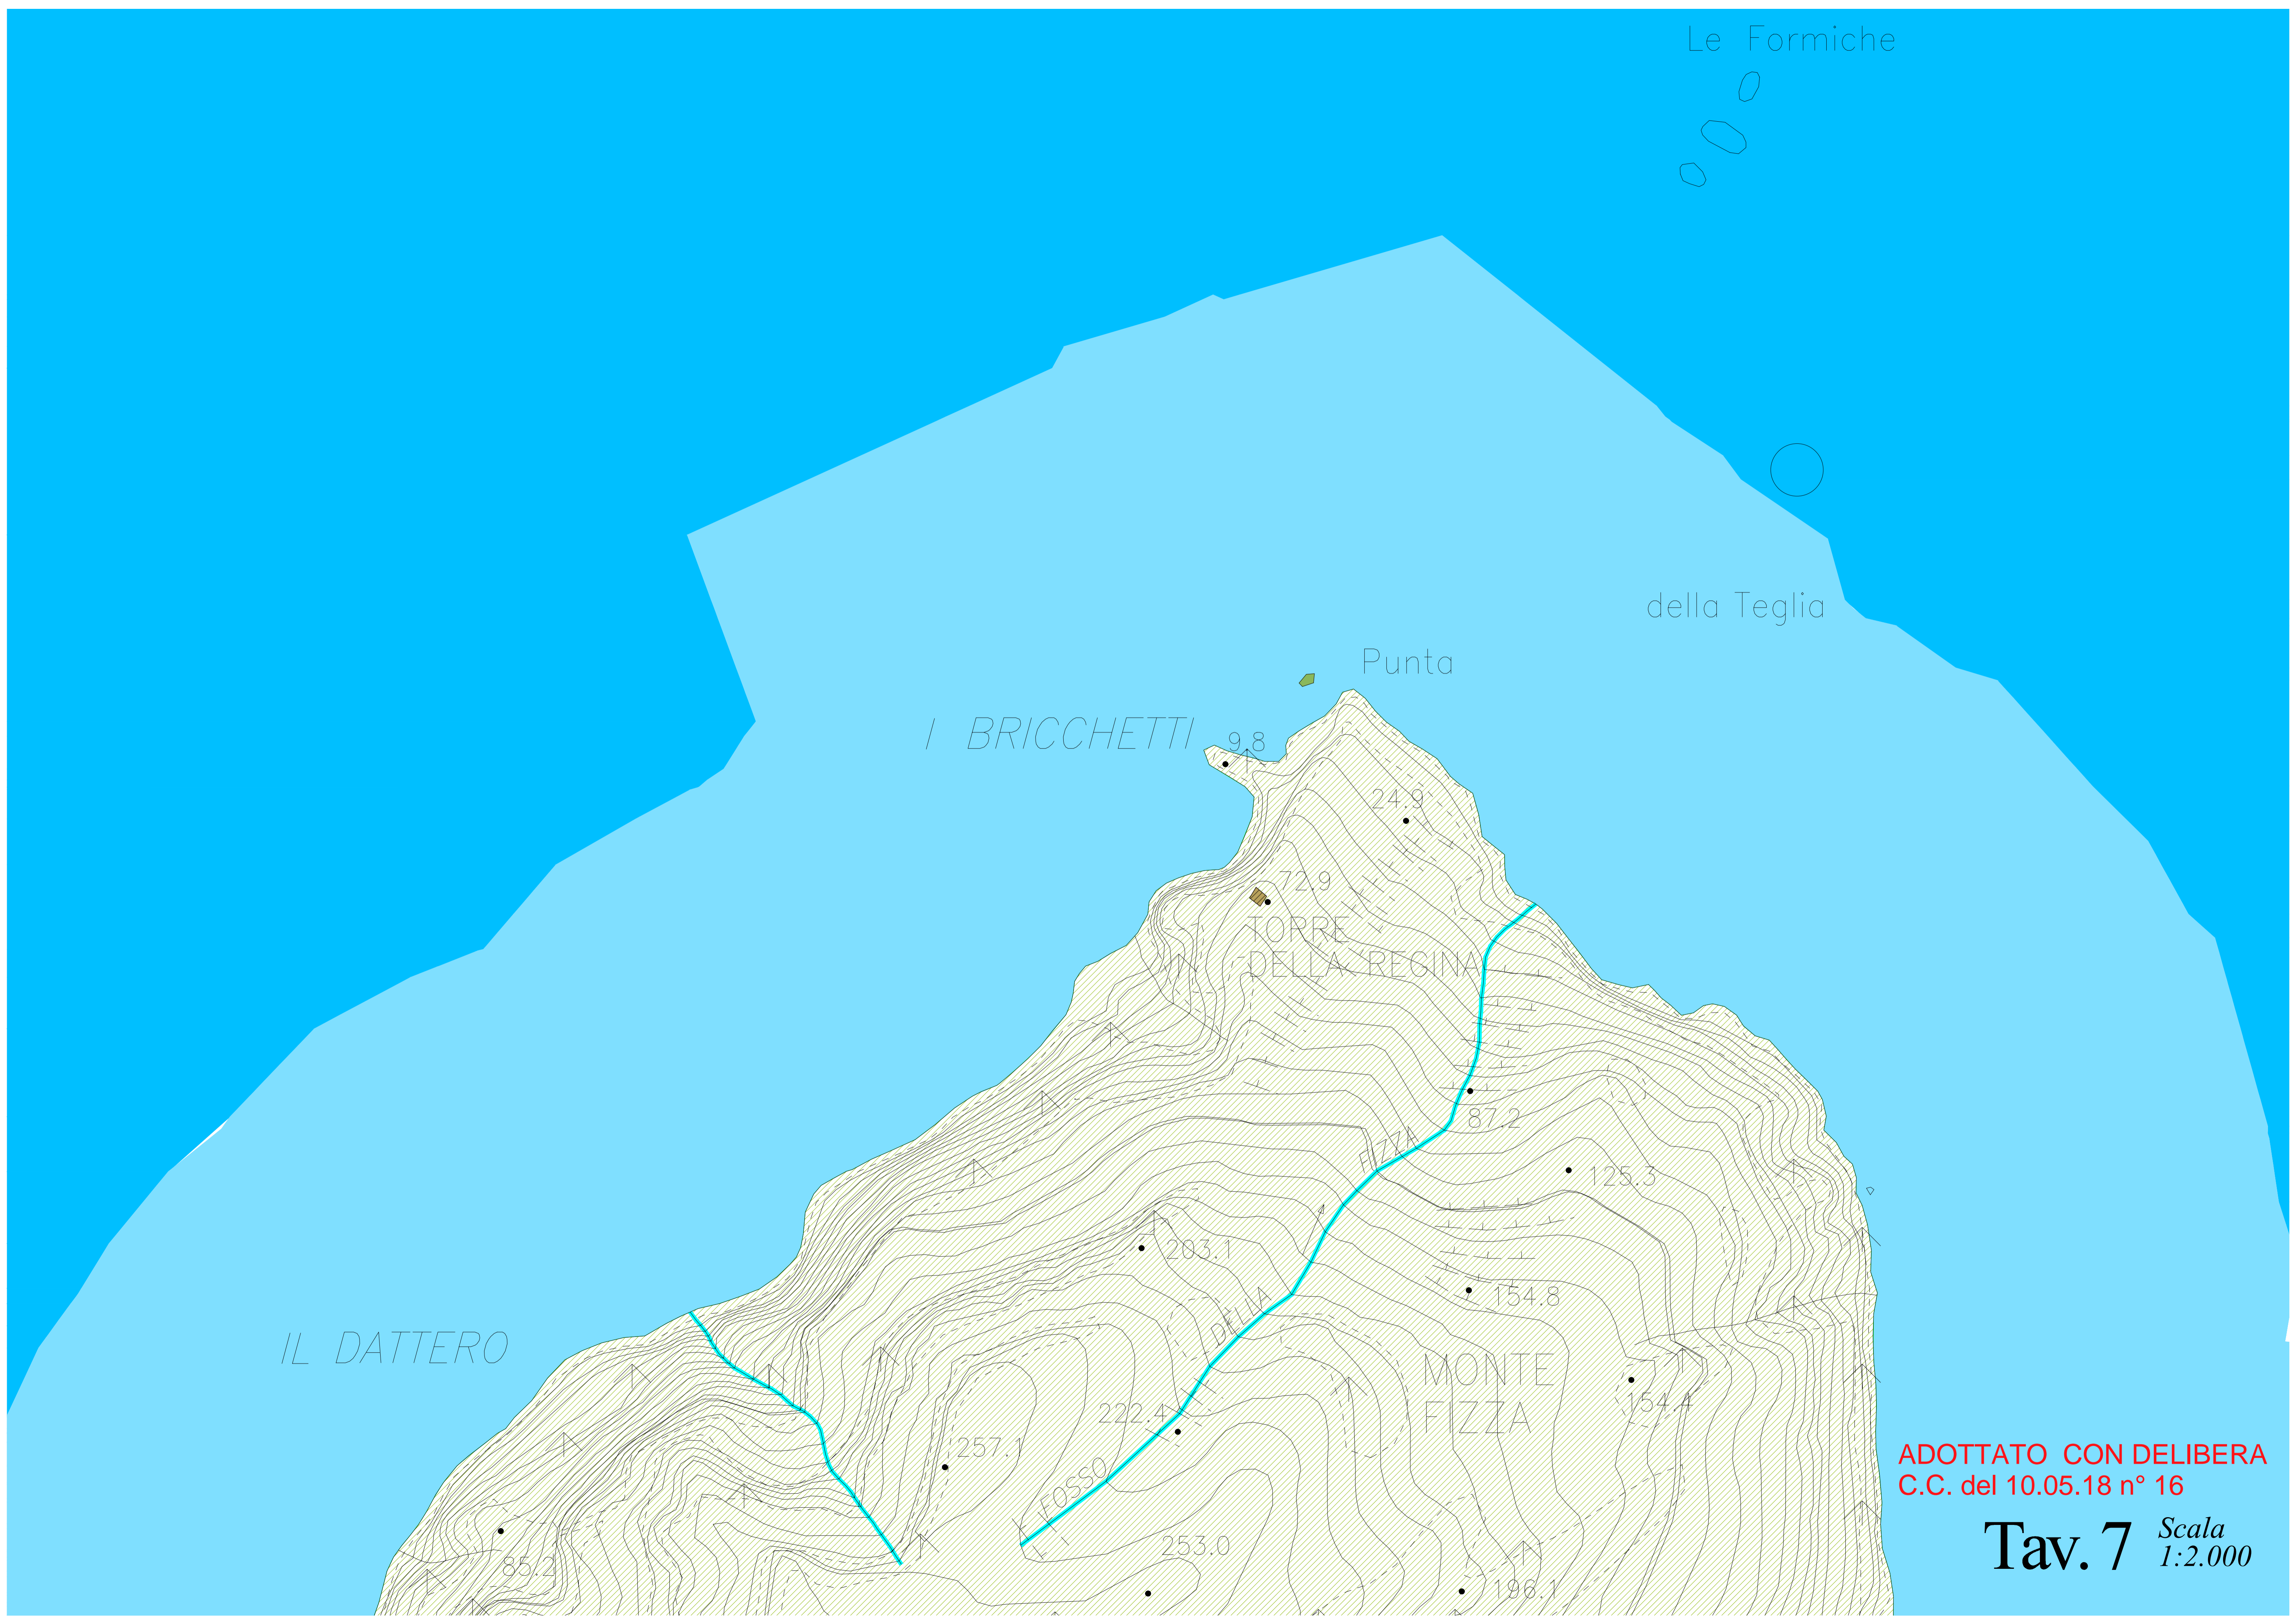 Le Formiche
della Teglia
Punta
I BRICCHETTI
9.8
24.9
72.9
TORRE
DELLA REGINA
87.2
FIZZA
125.3
203.1
DELLA
154.8
IL DATTERO
MONTE
FIZZA
154.4
222.4
257.1
FOSSO
253.0
85.2
196.1
ADOTTATO CON DELIBERA
C.C. del 10.05.18 n° 16
Tav. 7
Scala
1:2.000